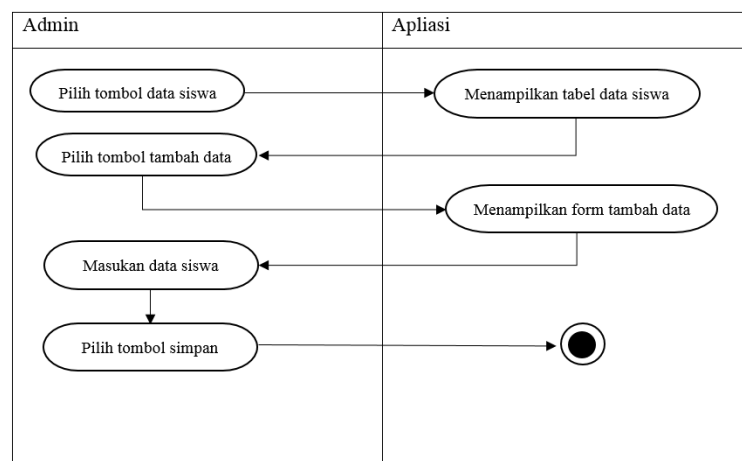 Admin
Apliasi
Pilih tombol data siswa
Menampilkan tabel data siswa
Pilih tombol tambah data
Menampilkan form tambah data
Masukan data siswa
Pilih tombol simpan